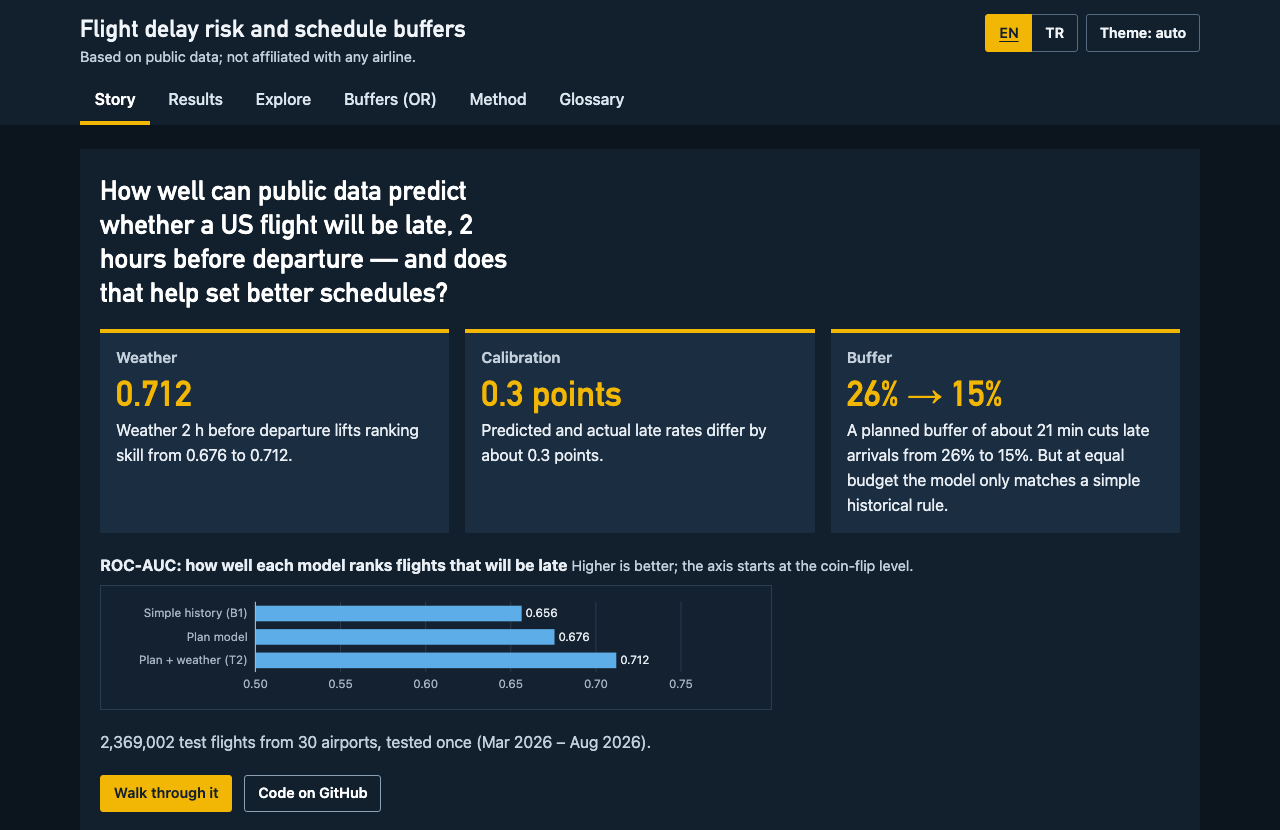 Flight delay risk and schedule buffers
Based on public data; not affiliated with any airline.
EN
TR
Theme: auto
Story
Results
Explore
Buffers (OR)
Method
Glossary
How well can public data predict
whether a US flight will be late, 2
hours before departure — and does
that help set better schedules?
Weather
0.712
Weather 2 h before departure lifts ranking
skill from 0.676 to 0.712.
Calibration
0.3 points
Predicted and actual late rates differ by
about 0.3 points.
Buffer
26% → 15%
A planned buffer of about 21 min cuts late
arrivals from 26% to 15%. But at equal
budget the model only matches a simple
historical rule.
ROC-AUC: how well each model ranks flights that will be late Higher is better; the axis starts at the coin-flip level.
Simple history (B1) 0.656
Plan model 0.676
Plan + weather (T2) 0.712
0.50 0.55 0.60 0.65 0.70 0.75
2,369,002 test flights from 30 airports, tested once (Mar 2026 – Aug 2026).
Walk through it
Code on GitHub